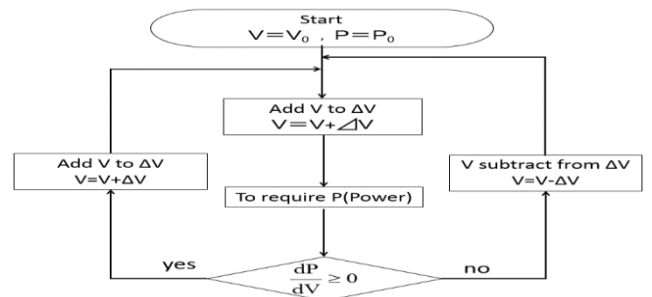 Start
V=V₀ , P=P₀
Add V to ΔV
V=V+⊿V
Add V to ΔV
V=V+ΔV
V subtract from ΔV
V=V-ΔV
To require P(Power)
yes
dP/dV ≥ 0
no